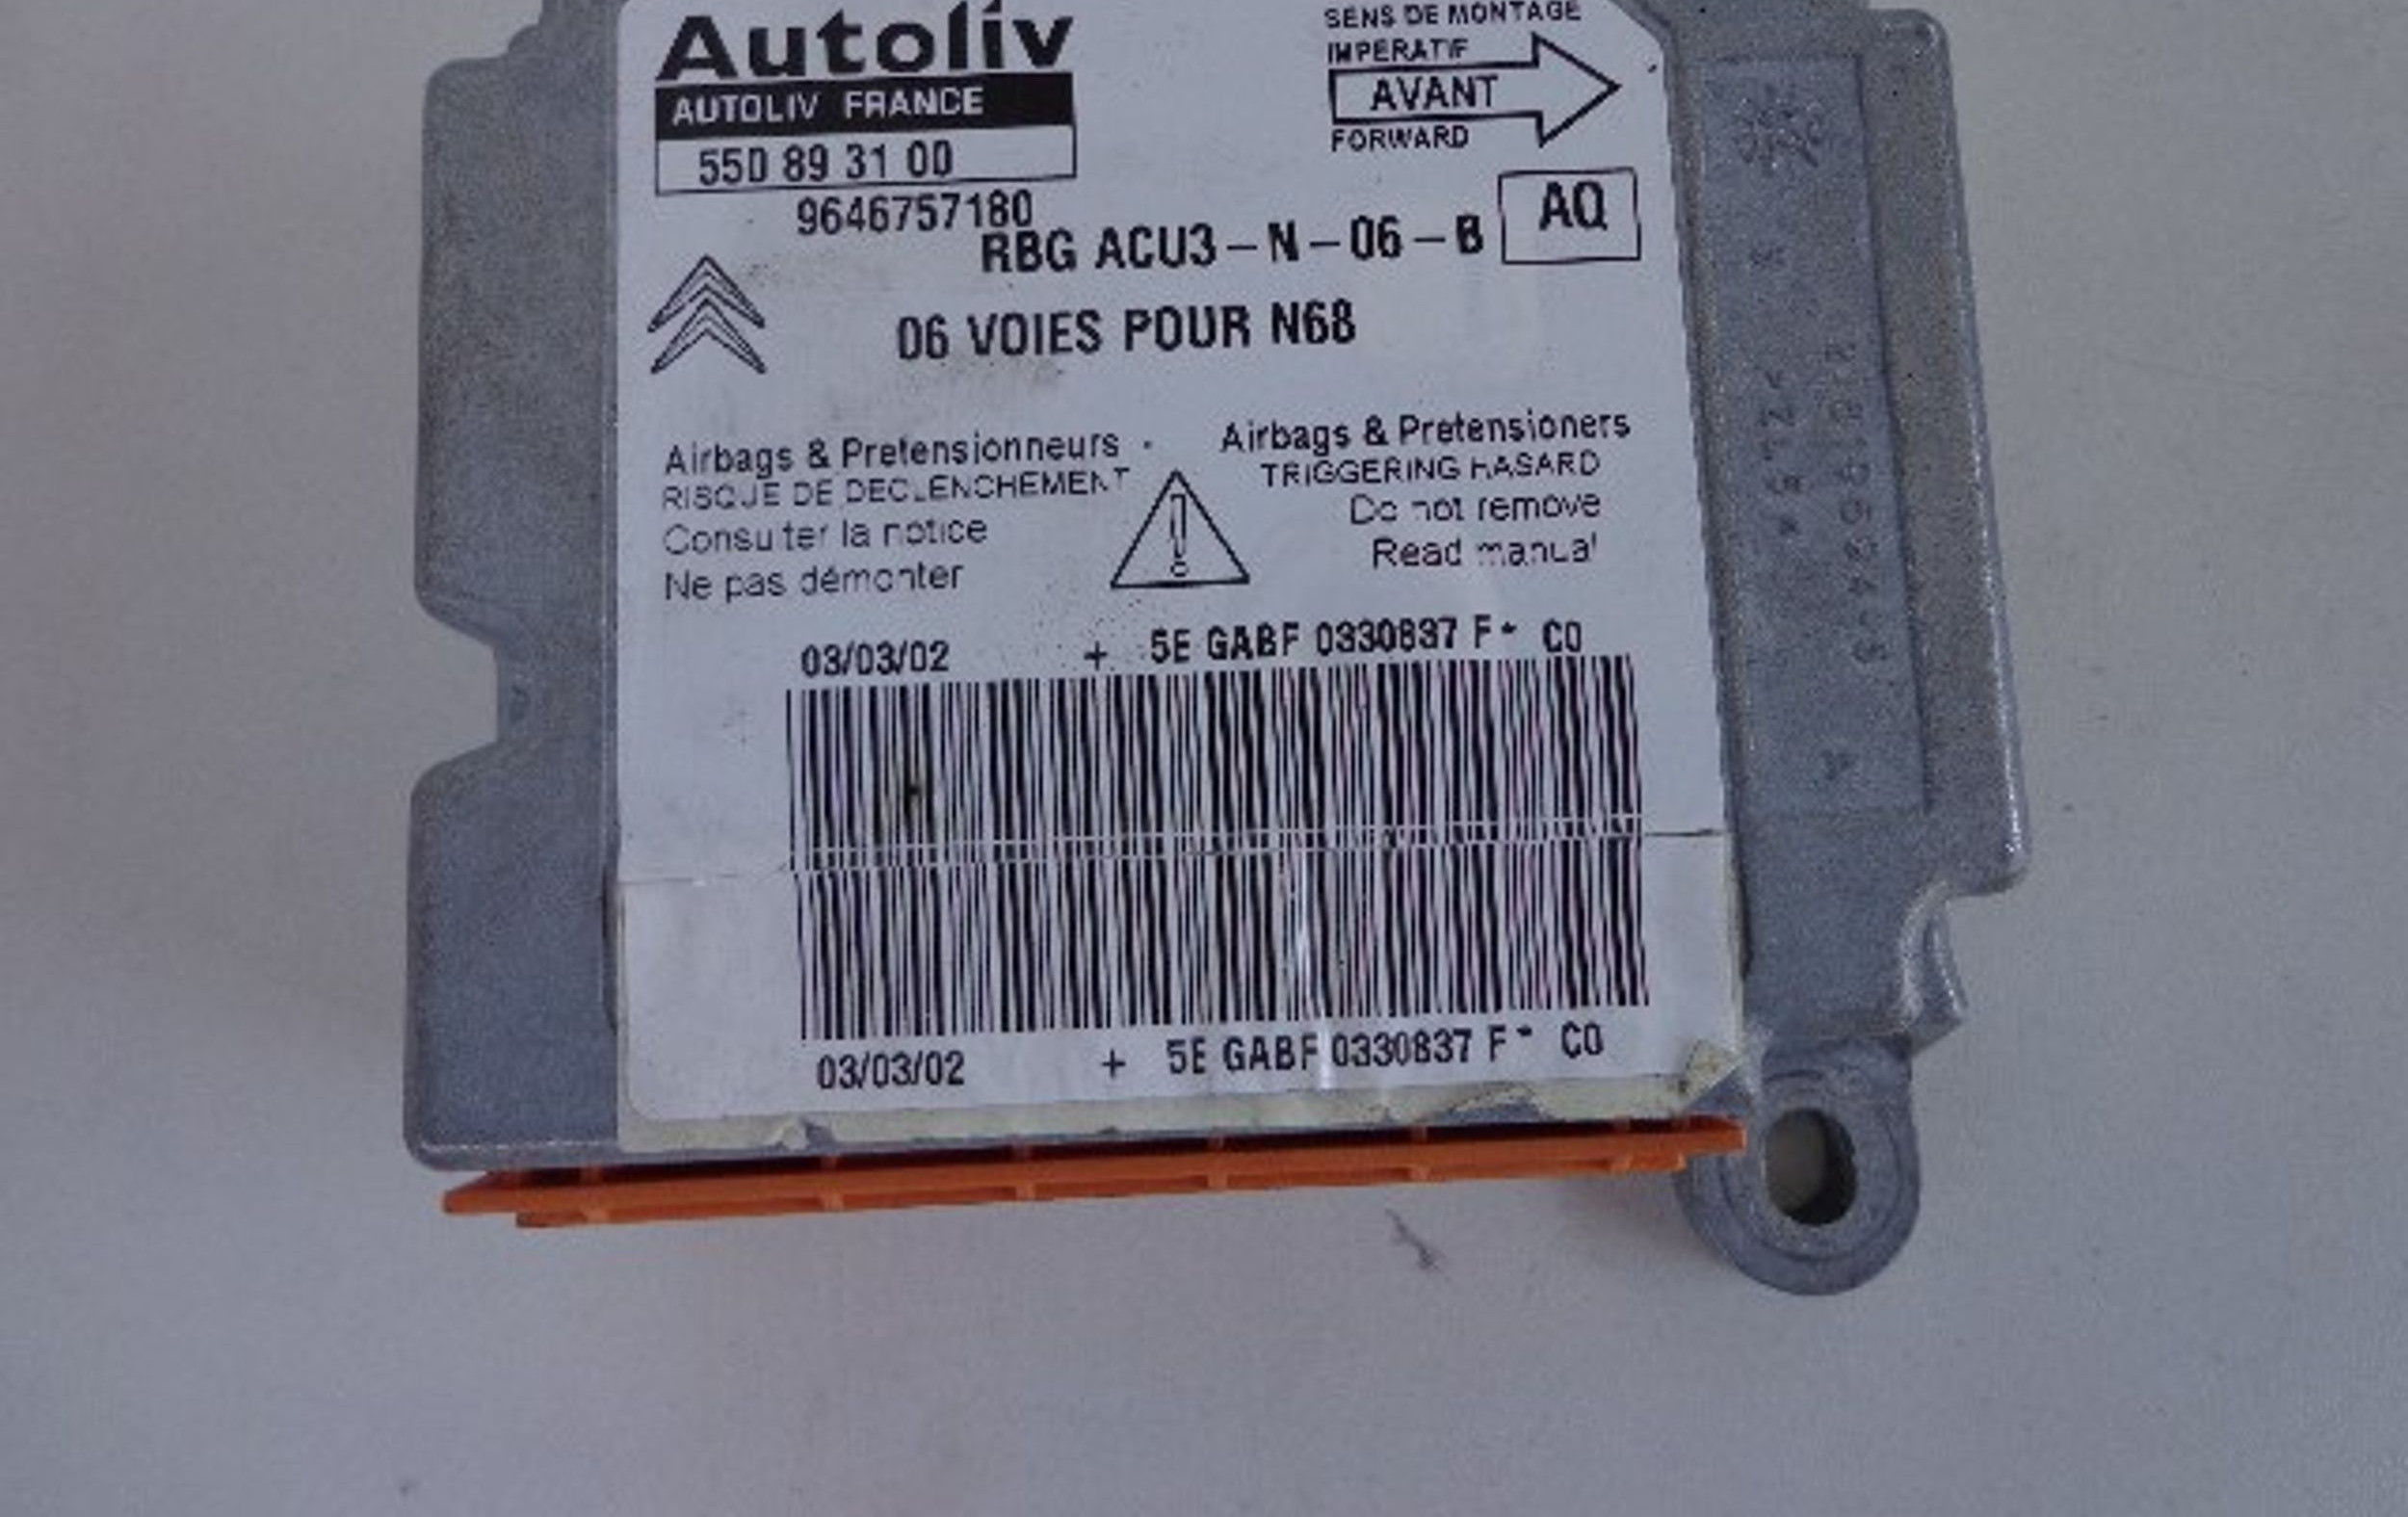 Autoliv
AUTOLIV FRANCE
550 89 31 00
9646757180
SENS DE MONTAGE
IMPERATIF
AVANT
FORWARD
RBG ACU3-N-06-B
AQ
06 VOIES POUR N68
Airbags & Pretensionneurs
RISQUE DE DECLENCHEMENT
Consulter la notice
Ne pas démonter
Airbags & Pretensioners
TRIGGERING HASARD
Do not remove
Read manual
03/03/02 + 5E GABF 0330837 F* C0
03/03/02 + 5E GABF 0330837 F* C0